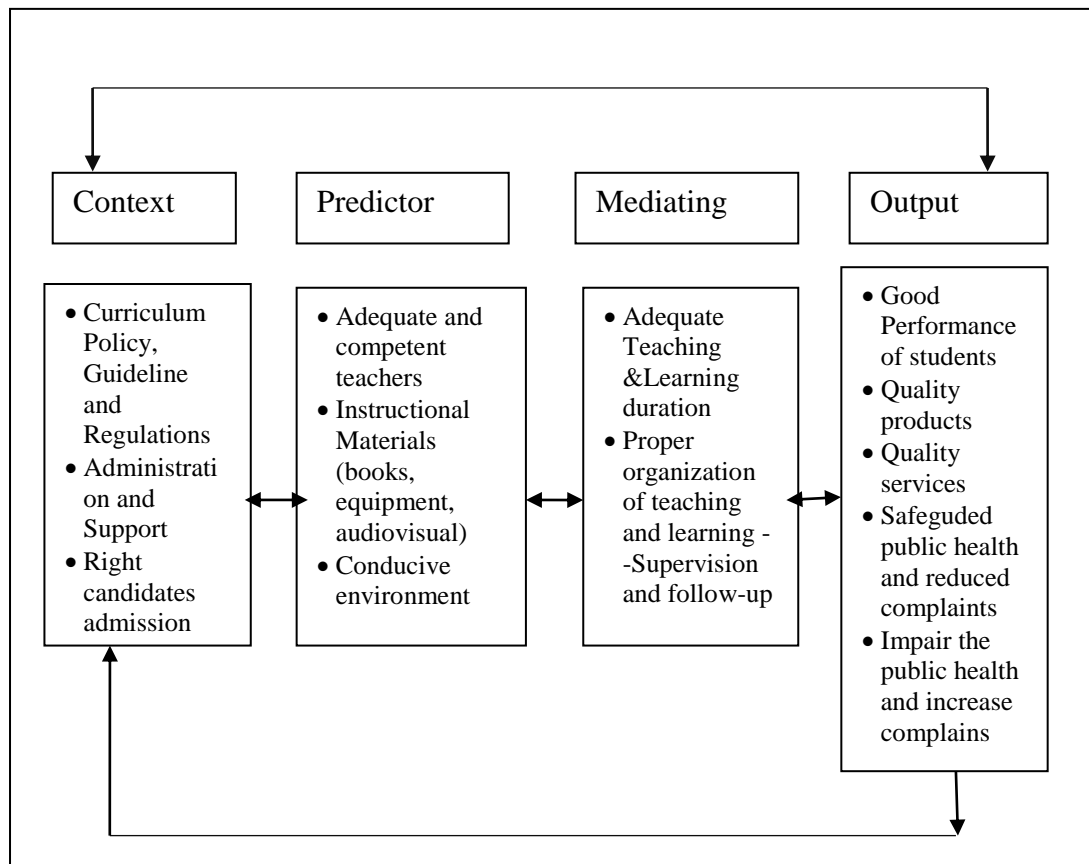 Context
Predictor
Mediating
Output
• Curriculum
Policy,
Guideline
and
Regulations
• Administrati
on and
Support
• Right
candidates
admission
• Adequate and
competent
teachers
• Instructional
Materials
(books,
equipment,
audiovisual)
• Conducive
environment
• Adequate
Teaching
&Learning
duration
• Proper
organization
of teaching
and learning -
-Supervision
and follow-up
• Good
Performance
of students
• Quality
products
• Quality
services
• Safeguded
public health
and reduced
complaints
• Impair the
public health
and increase
complains